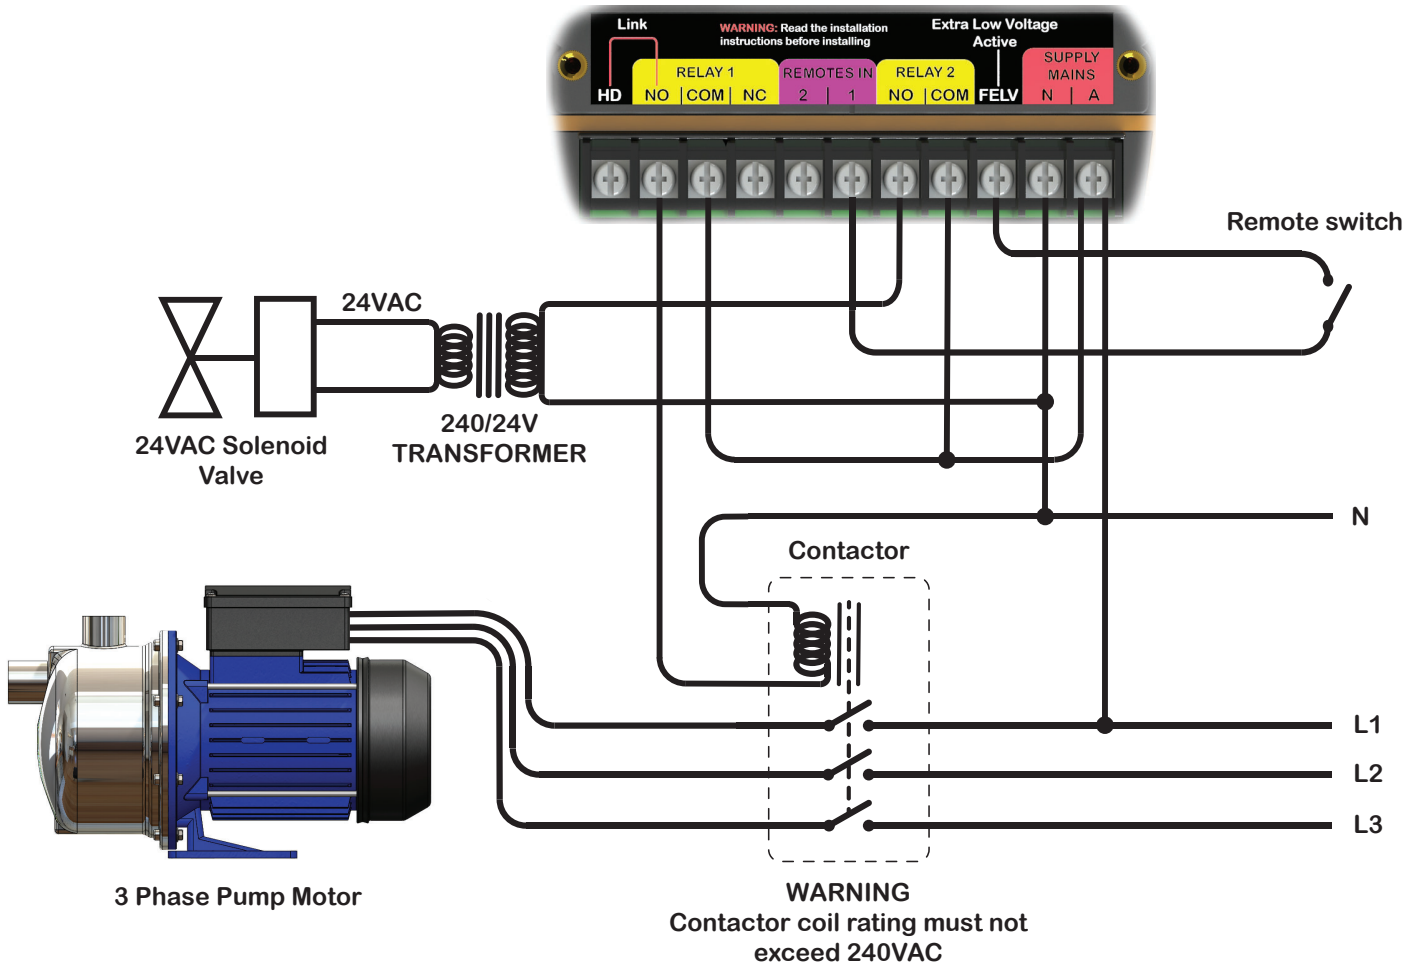 Link
WARNING: Read the installation
instructions before installing
Extra Low Voltage
Active
SUPPLY
MAINS
RELAY 1
REMOTES IN
RELAY 2
HD NO | COM | NC 2 | 1 NO | COM FELV N | A
Remote switch
24VAC
240/24V
TRANSFORMER
24VAC Solenoid
Valve
N
Contactor
L1
L2
L3
3 Phase Pump Motor
WARNING
Contactor coil rating must not
exceed 240VAC